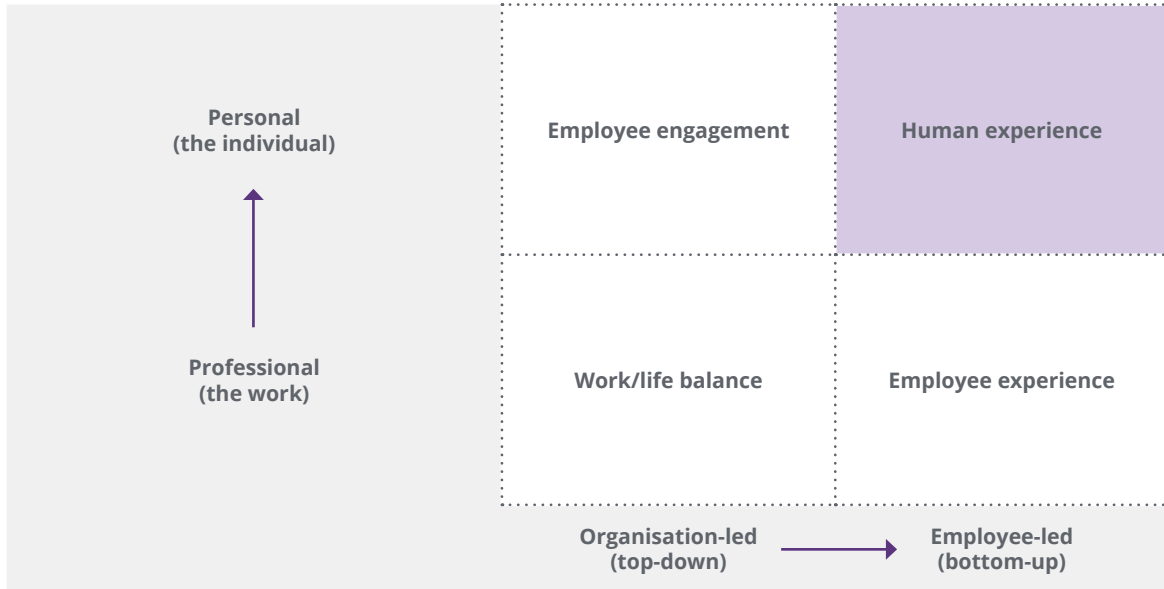 Personal
(the individual)
Employee engagement
Human experience
Professional
(the work)
Work/life balance
Employee experience
Organisation-led
(top-down)
Employee-led
(bottom-up)